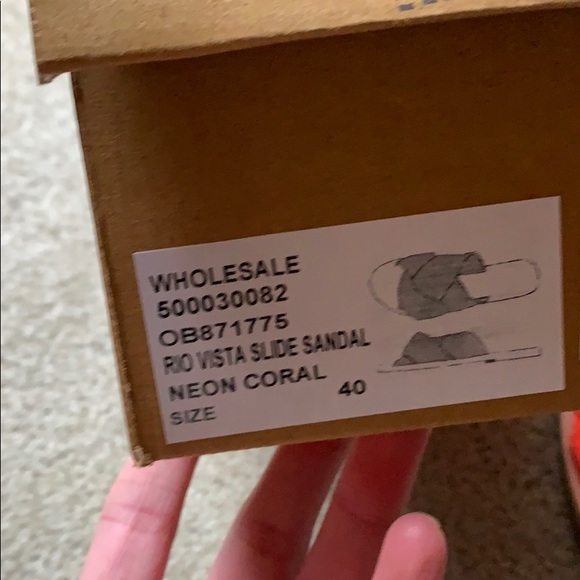 WHOLESALE
500030082
OB871775
RIO VISTA SLIDE SANDAL
NEON CORAL
SIZE 40